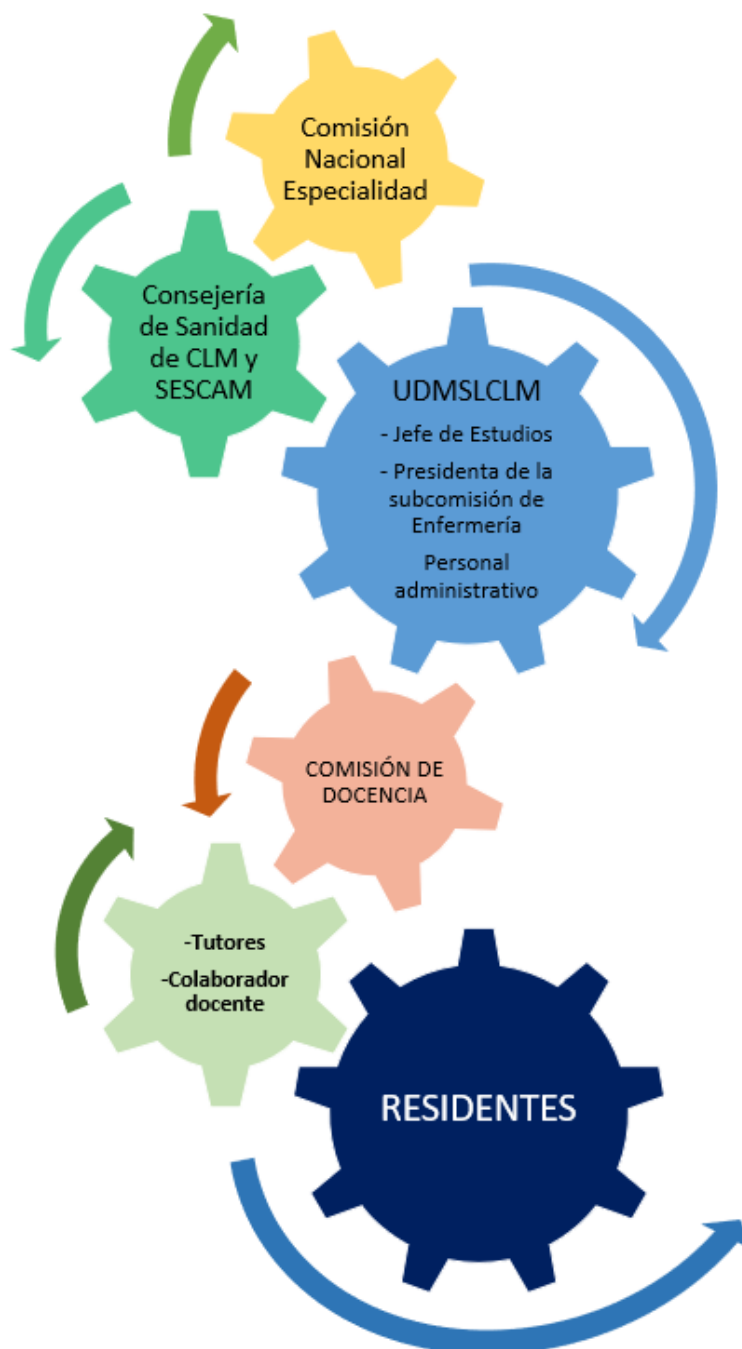 Comisión
Nacional
Especialidad
Consejería
de Sanidad
de CLM y
SESCAM
UDMSLCLM
- Jefe de Estudios
- Presidenta de la
subcomisión de
Enfermería
Personal
administrativo
COMISIÓN DE
DOCENCIA
-Tutores
-Colaborador
docente
RESIDENTES